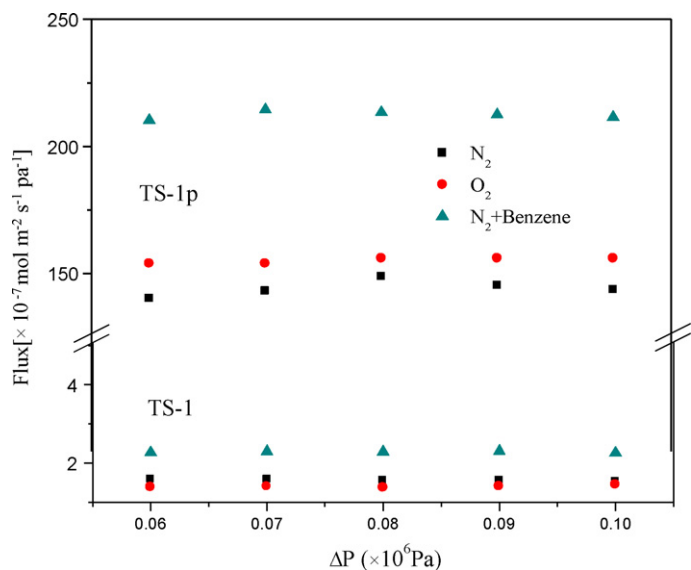 250
200
150
4
2
Flux[× 10⁻⁷ mol m⁻² s⁻¹ pa⁻¹]
TS-1p
N₂
O₂
N₂+Benzene
TS-1
0.06 0.07 0.08 0.09 0.10
ΔP (×10⁶Pa)